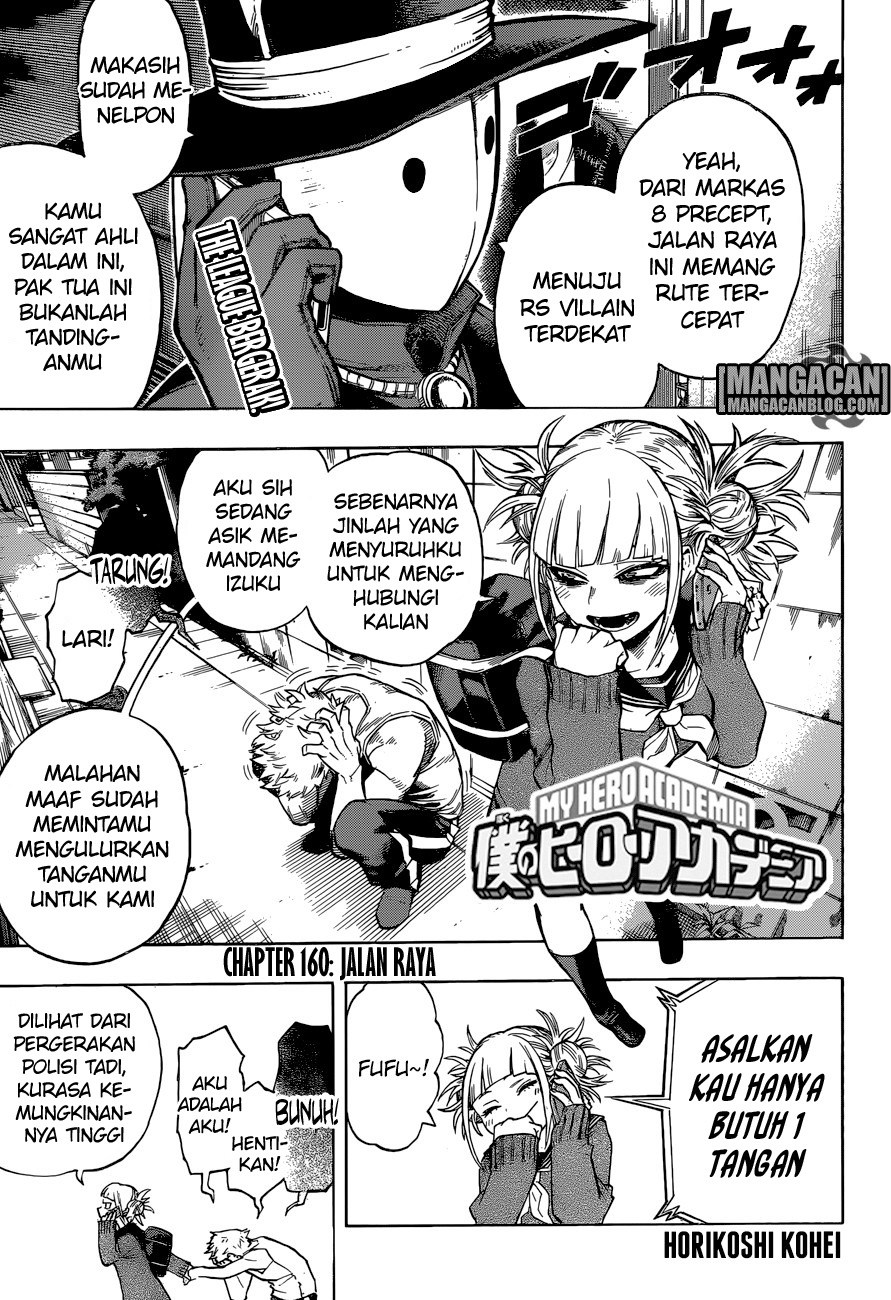 YEAH,
DARI MARKAS
8 PRECEPT,
JALAN RAYA
INI MEMANG
RUTE TER-
CEPAT
MENUJU
RS VILLAIN
TERDEKAT
MAKASIH
SUDAH ME-
NELPON
KAMU
SANGAT AHLI
DALAM INI,
PAK TUA INI
BUKANLAH
TANDING-
ANMU
THE LEAGUE BERGERAK!
MANGACAN
MANGACANBLOG.COM
SEBENARNYA
JINLAH YANG
MENYURUHKU
UNTUK MENG-
HUBUNGI
KALIAN
AKU SIH
SEDANG
ASIK ME-
MANDANG
IZUKU
TARUNG!
LARI!
MALAHAN
MAAF SUDAH
MEMINTAMU
MENGULURKAN
TANGANMU
UNTUK KAMI
MY HERO ACADEMIA
僕のヒーローアカデミア
CHAPTER 160: JALAN RAYA
ASALKAN
KAU HANYA
BUTUH 1
TANGAN
FUFU~!
HORIKOSHI KOHEI
BUNUH!
AKU
ADALAH
AKU!
HENTI-
KAN!
DILIHAT DARI
PERGERAKAN
POLISI TADI,
KURASA KE-
MUNGKINAN-
NYA TINGGI